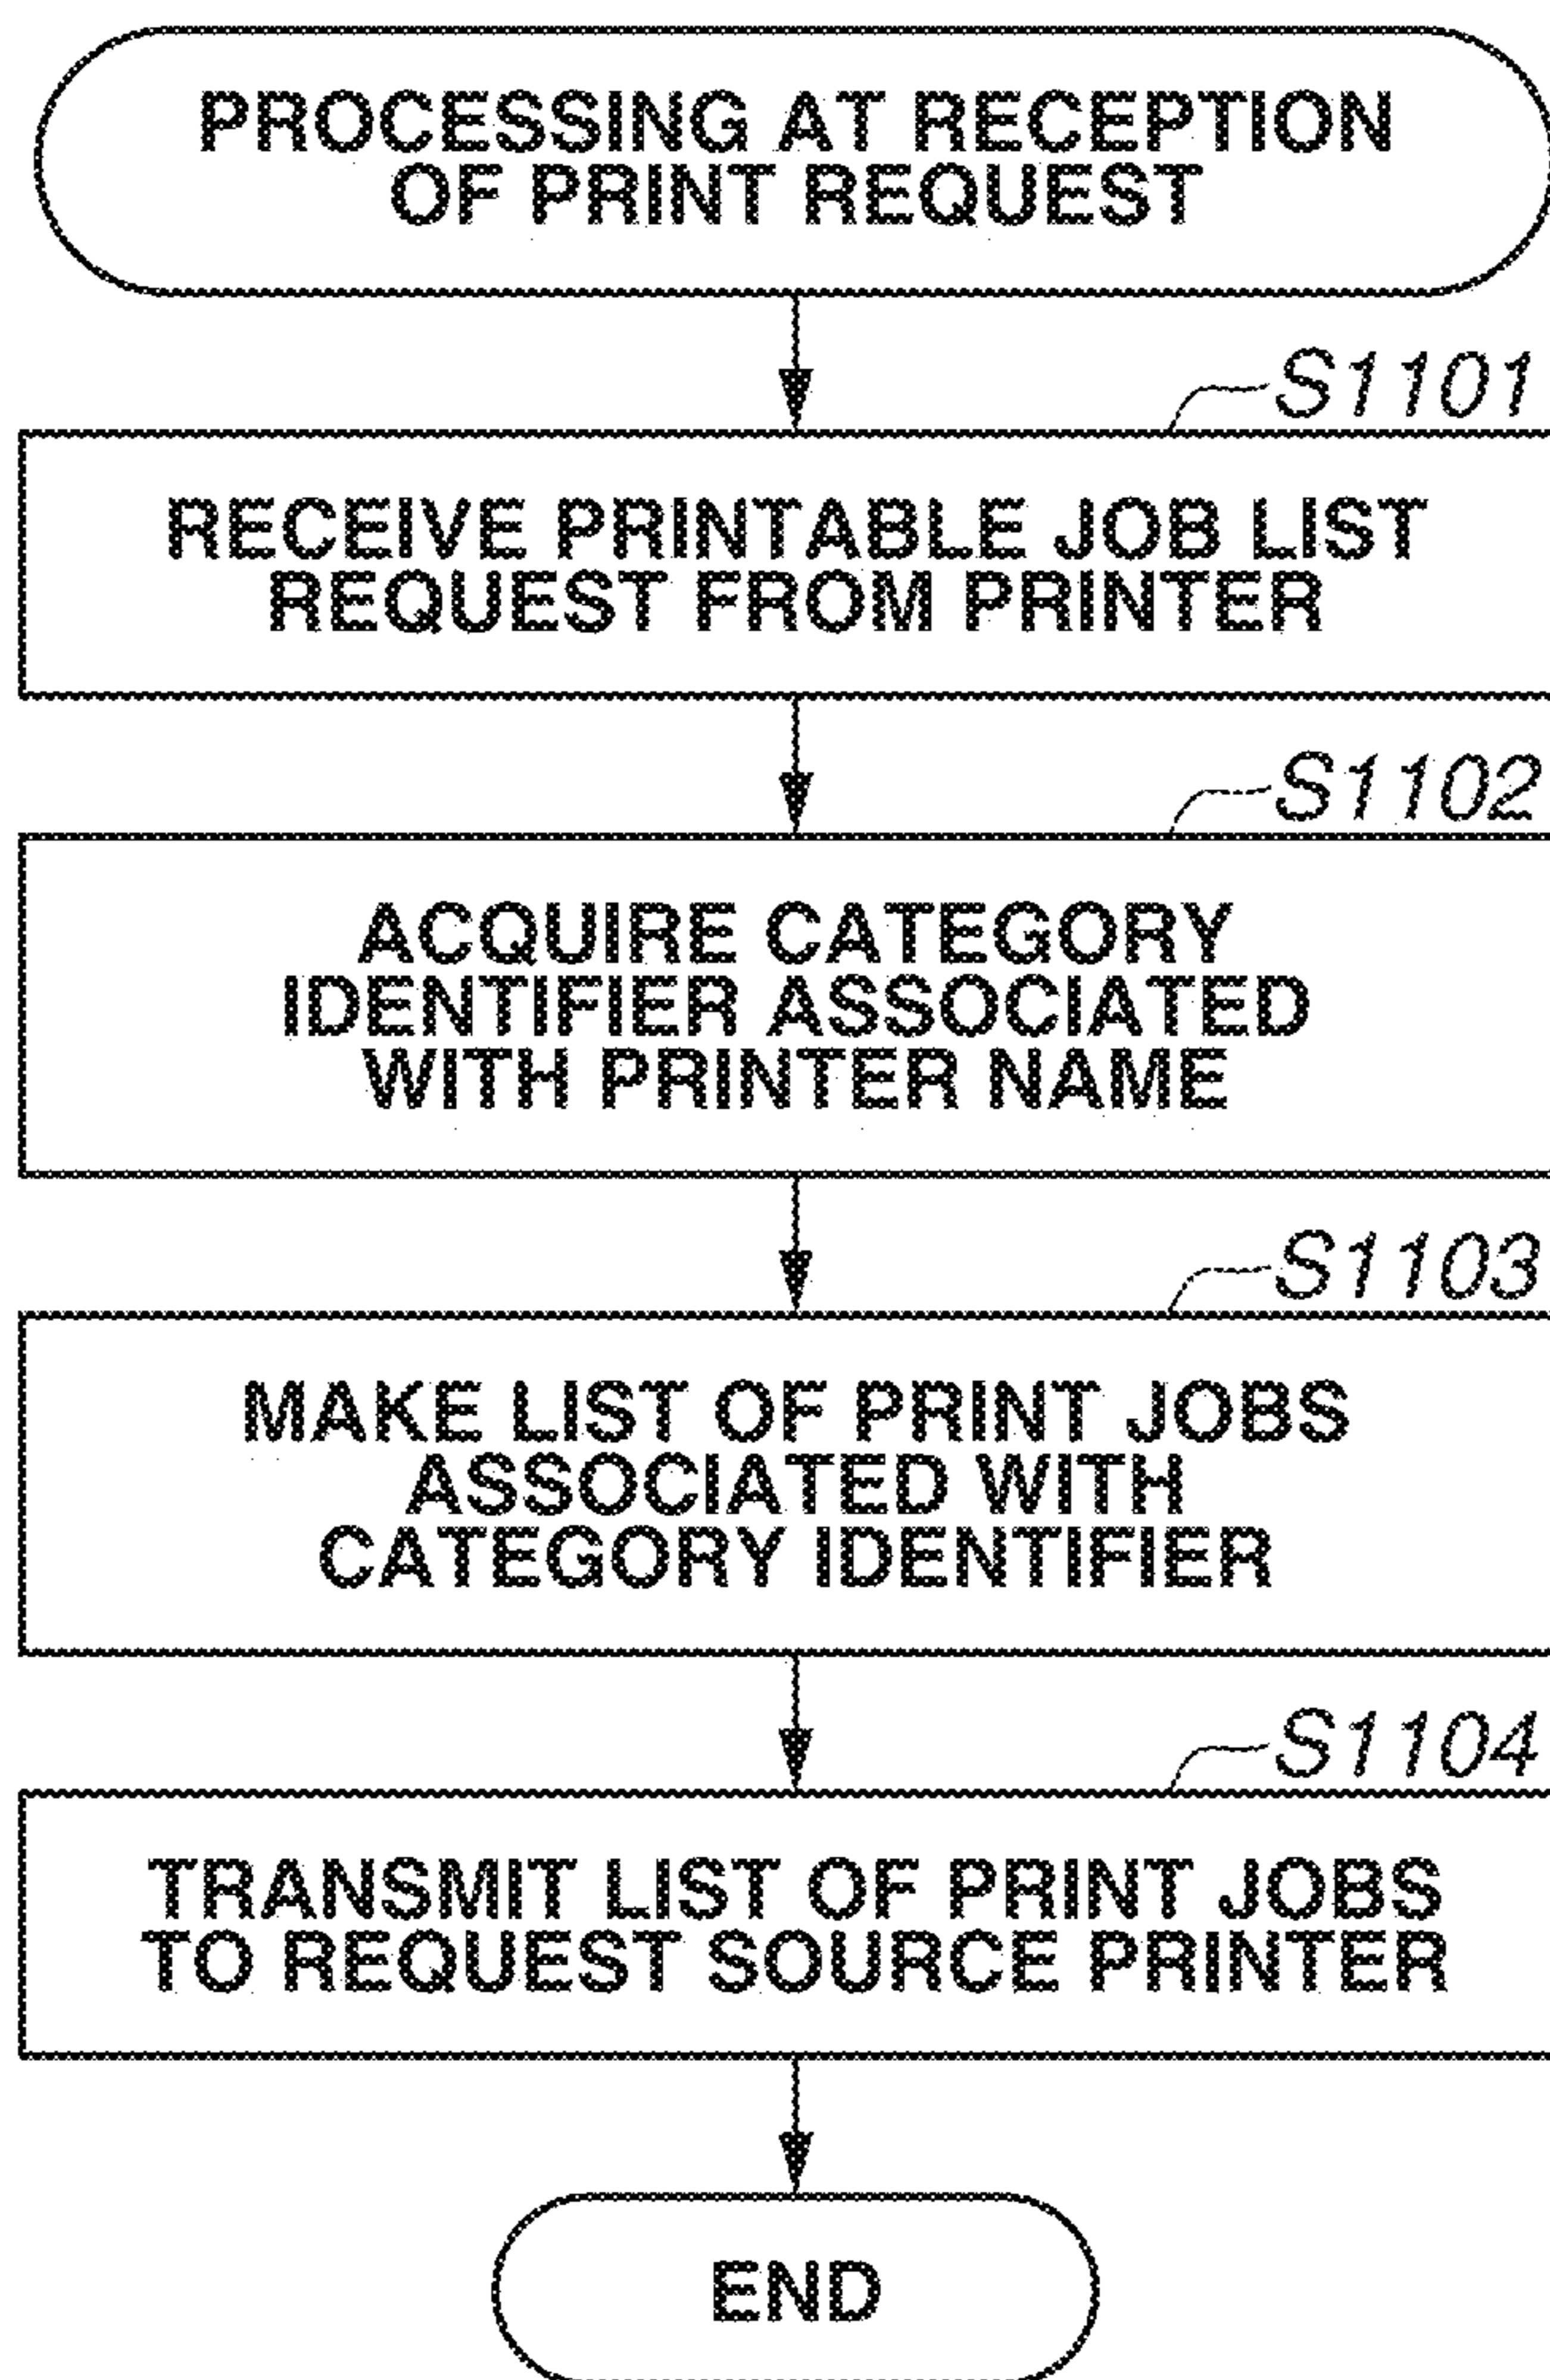 PROCESSING AT RECEPTION
OF PRINT REQUEST
S1101
RECEIVE PRINTABLE JOB LIST
REQUEST FROM PRINTER
S1102
ACQUIRE CATEGORY
IDENTIFIER ASSOCIATED
WITH PRINTER NAME
S1103
MAKE LIST OF PRINT JOBS
ASSOCIATED WITH
CATEGORY IDENTIFIER
S1104
TRANSMIT LIST OF PRINT JOBS
TO REQUEST SOURCE PRINTER
END